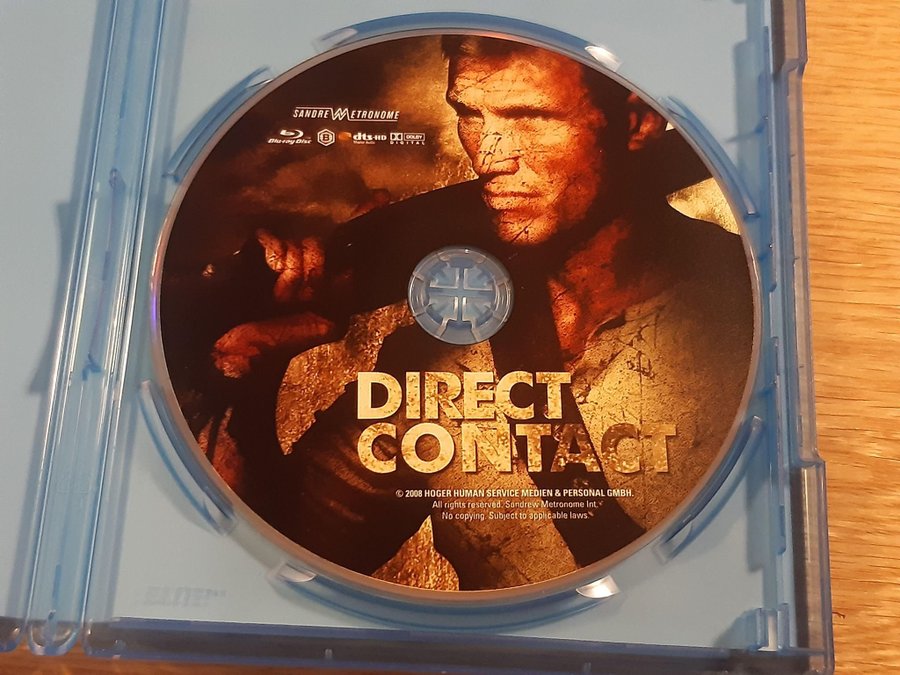 SANDREW METRONOME
Blu-ray Disc
B
dts-HD
Master Audio
DOLBY
DIGITAL
DIRECT
CONTACT
© 2008 HOGER HUMAN SERVICE MEDIEN & PERSONAL GMBH.
All rights reserved. Sandrew Metronome Int.
No copying. Subject to applicable laws.